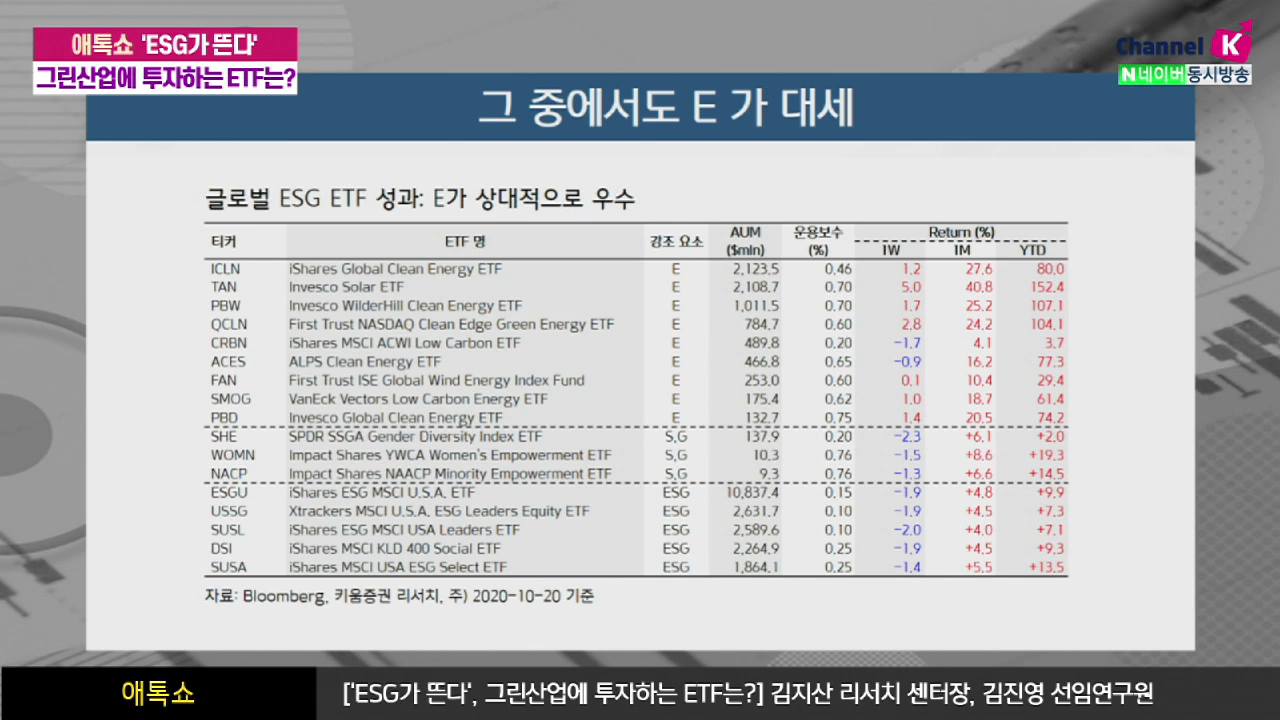 애톡쇼 'ESG가 뜬다'
그린산업에 투자하는 ETF는?
Channel K
N 네이버 동시방송
그 중에서도 E 가 대세
글로벌 ESG ETF 성과: E가 상대적으로 우수
티커 ETF 명 강조 요소 AUM ($mln) 운용보수 (%) Return (%)
1W 1M YTD
ICLN iShares Global Clean Energy ETF E 2,123.5 0.46 1.2 27.6 80.0
TAN Invesco Solar ETF E 2,108.7 0.70 5.0 40.8 152.4
PBW Invesco WilderHill Clean Energy ETF E 1,011.5 0.70 1.7 25.2 107.1
QCLN First Trust NASDAQ Clean Edge Green Energy ETF E 784.7 0.60 2.8 24.2 104.1
CRBN iShares MSCI ACWI Low Carbon ETF E 489.8 0.20 -1.7 4.1 3.7
ACES ALPS Clean Energy ETF E 466.8 0.65 -0.9 16.2 77.3
FAN First Trust ISE Global Wind Energy Index Fund E 253.0 0.60 0.1 10.4 29.4
SMOG VanEck Vectors Low Carbon Energy ETF E 175.4 0.62 1.0 18.7 61.4
PBD Invesco Global Clean Energy ETF E 132.7 0.75 1.4 20.5 74.2
SHE SPDR SSGA Gender Diversity Index ETF S,G 137.9 0.20 -2.3 +6.1 +2.0
WOMN Impact Shares YWCA Women's Empowerment ETF S,G 10.3 0.76 -1.5 +8.6 +19.3
NACP Impact Shares NAACP Minority Empowerment ETF S,G 9.3 0.76 -1.3 +6.6 +14.5
ESGU iShares ESG MSCI U.S.A. ETF ESG 10,837.4 0.15 -1.9 +4.8 +9.9
USSG Xtrackers MSCI U.S.A. ESG Leaders Equity ETF ESG 2,631.7 0.10 -1.9 +4.5 +7.3
SUSL iShares ESG MSCI USA Leaders ETF ESG 2,589.6 0.10 -2.0 +4.0 +7.1
DSI iShares MSCI KLD 400 Social ETF ESG 2,264.9 0.25 -1.9 +4.5 +9.3
SUSA iShares MSCI USA ESG Select ETF ESG 1,864.1 0.25 -1.4 +5.5 +13.5
자료: Bloomberg, 키움증권 리서치, 주) 2020-10-20 기준
애톡쇼 ['ESG가 뜬다', 그린산업에 투자하는 ETF는?] 김지산 리서치 센터장, 김진영 선임연구원